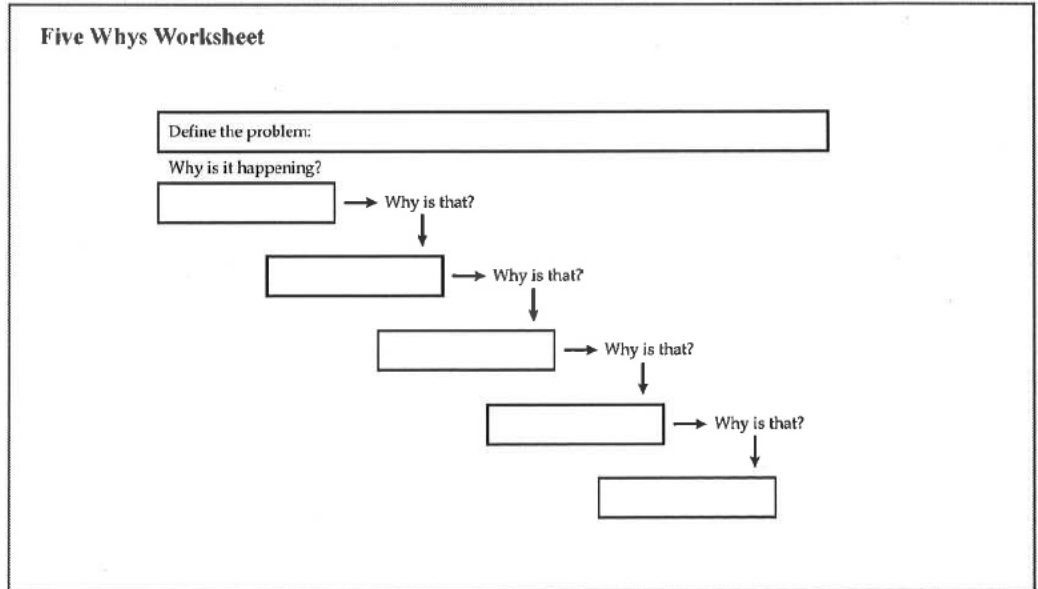 Five Whys Worksheet
Define the problem:
Why is it happening?
Why is that?
Why is that?
Why is that?
Why is that?